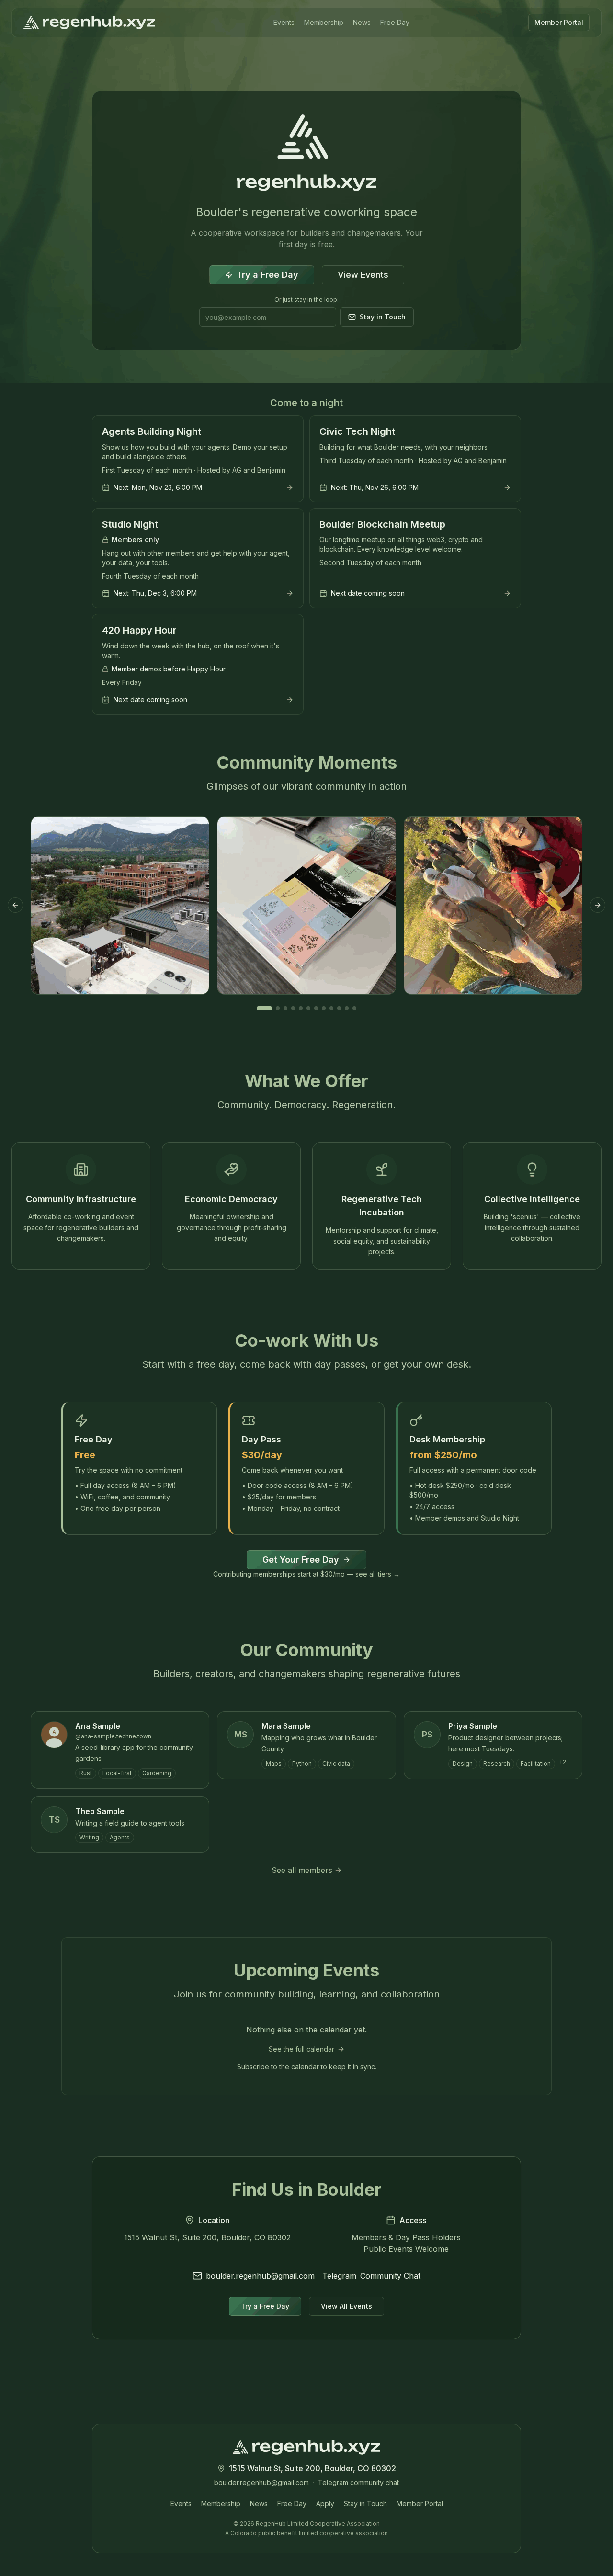 regenhub.xyz
Events Membership News Free Day
Member Portal
regenhub.xyz
Boulder's regenerative coworking space
A cooperative workspace for builders and changemakers. Your
first day is free.
Try a Free Day
View Events
Or just stay in the loop:
you@example.com
Stay in Touch
Come to a night
Agents Building Night
Show us how you build with your agents. Demo your setup
and build alongside others.
First Tuesday of each month · Hosted by AG and Benjamin
Next: Mon, Nov 23, 6:00 PM
Civic Tech Night
Building for what Boulder needs, with your neighbors.
Third Tuesday of each month · Hosted by AG and Benjamin
Next: Thu, Nov 26, 6:00 PM
Studio Night
Members only
Hang out with other members and get help with your agent,
your data, your tools.
Fourth Tuesday of each month
Next: Thu, Dec 3, 6:00 PM
Boulder Blockchain Meetup
Our longtime meetup on all things web3, crypto and
blockchain. Every knowledge level welcome.
Second Tuesday of each month
Next date coming soon
420 Happy Hour
Wind down the week with the hub, on the roof when it's
warm.
Member demos before Happy Hour
Every Friday
Next date coming soon
Community Moments
Glimpses of our vibrant community in action
What We Offer
Community. Democracy. Regeneration.
Community Infrastructure
Affordable co-working and event
space for regenerative builders and
changemakers.
Economic Democracy
Meaningful ownership and
governance through profit-sharing
and equity.
Regenerative Tech
Incubation
Mentorship and support for climate,
social equity, and sustainability
projects.
Collective Intelligence
Building 'scenius' — collective
intelligence through sustained
collaboration.
Co-work With Us
Start with a free day, come back with day passes, or get your own desk.
Free Day
Free
Try the space with no commitment
• Full day access (8 AM – 6 PM)
• WiFi, coffee, and community
• One free day per person
Day Pass
$30/day
Come back whenever you want
• Door code access (8 AM – 6 PM)
• $25/day for members
• Monday – Friday, no contract
Desk Membership
from $250/mo
Full access with a permanent door code
• Hot desk $250/mo · cold desk
$500/mo
• 24/7 access
• Member demos and Studio Night
Get Your Free Day →
Contributing memberships start at $30/mo — see all tiers →
Our Community
Builders, creators, and changemakers shaping regenerative futures
A
Ana Sample
@ana-sample.techne.town
A seed-library app for the community
gardens
Rust Local-first Gardening
MS
Mara Sample
Mapping who grows what in Boulder
County
Maps Python Civic data
PS
Priya Sample
Product designer between projects;
here most Tuesdays.
Design Research Facilitation +2
TS
Theo Sample
Writing a field guide to agent tools
Writing Agents
See all members →
Upcoming Events
Join us for community building, learning, and collaboration
Nothing else on the calendar yet.
See the full calendar →
Subscribe to the calendar to keep it in sync.
Find Us in Boulder
Location
1515 Walnut St, Suite 200, Boulder, CO 80302
Access
Members & Day Pass Holders
Public Events Welcome
boulder.regenhub@gmail.com Telegram Community Chat
Try a Free Day
View All Events
regenhub.xyz
1515 Walnut St, Suite 200, Boulder, CO 80302
boulder.regenhub@gmail.com Telegram community chat
Events Membership News Free Day Apply Stay in Touch Member Portal
© 2026 RegenHub Limited Cooperative Association
A Colorado public benefit limited cooperative association